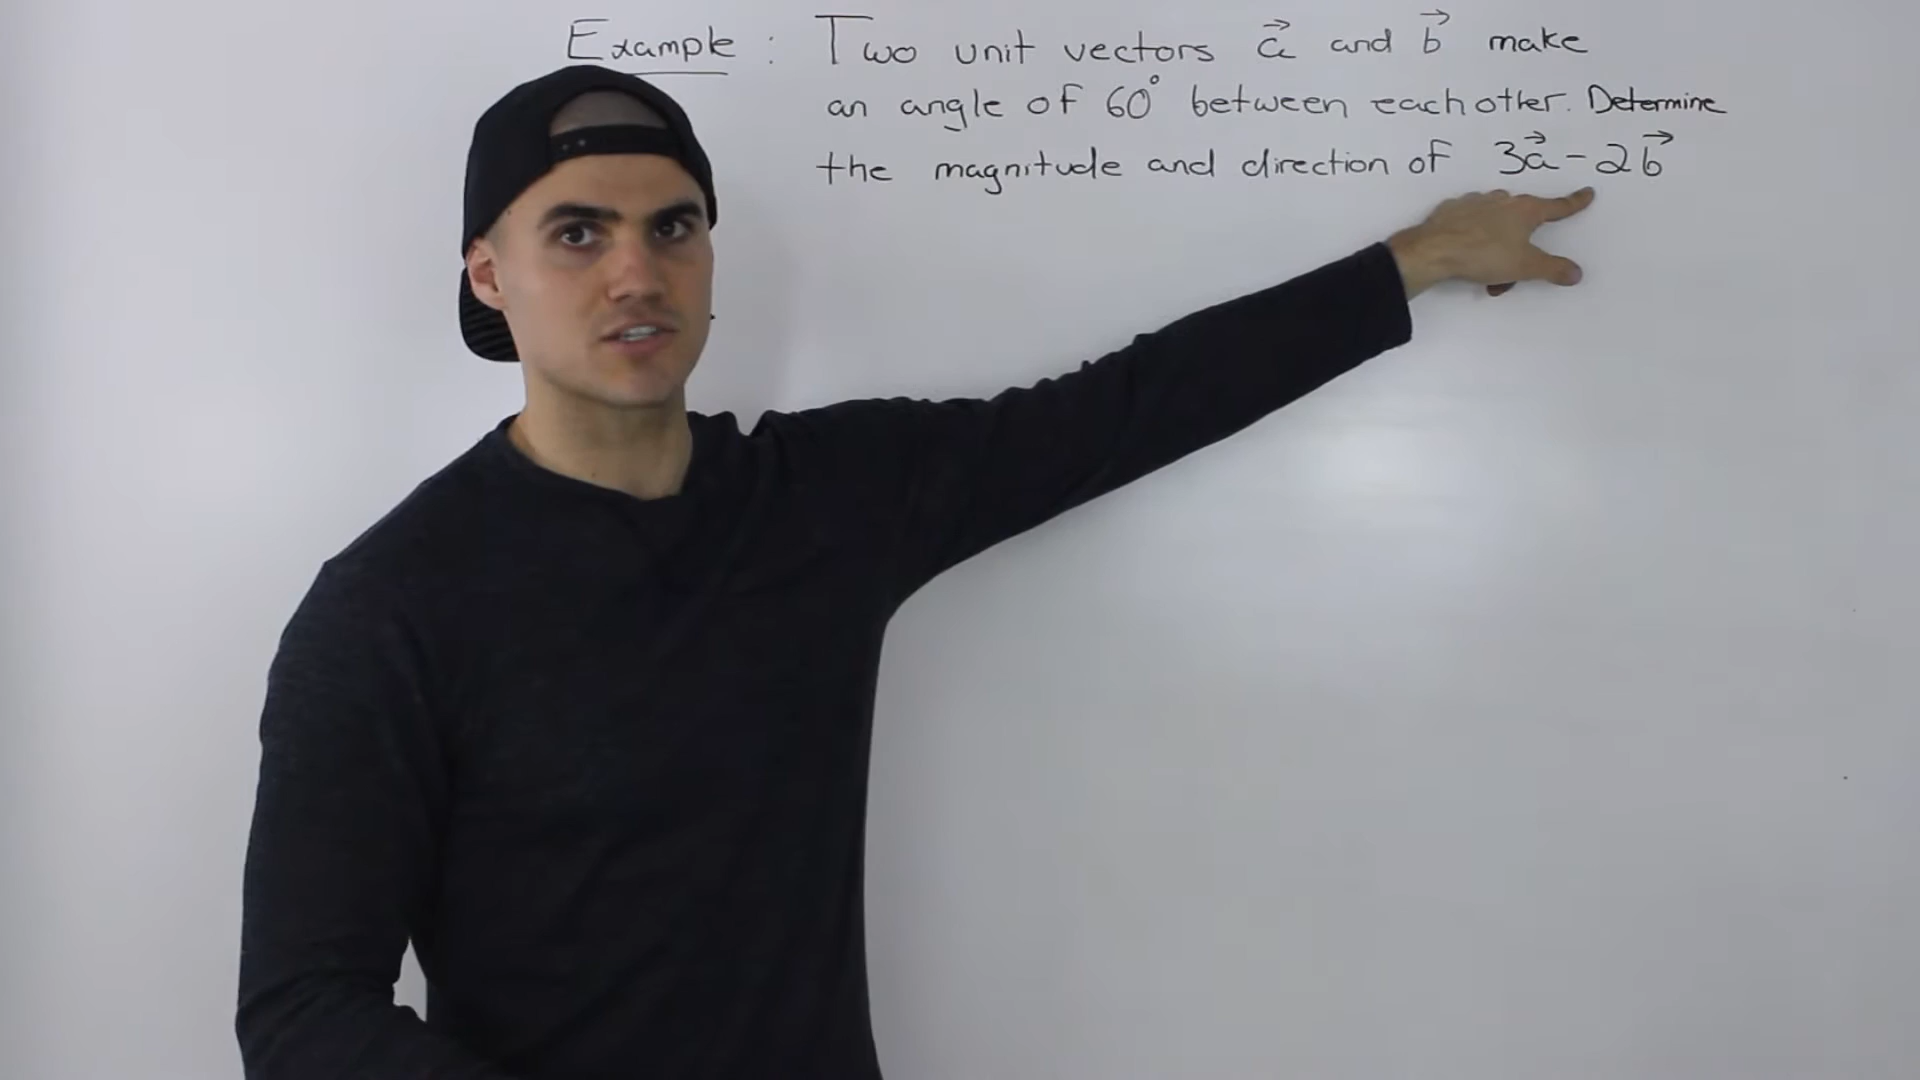 Example : Two unit vectors a⃗ and b⃗ make
an angle of 60° between each other. Determine
the magnitude and direction of 3a⃗ - 2b⃗